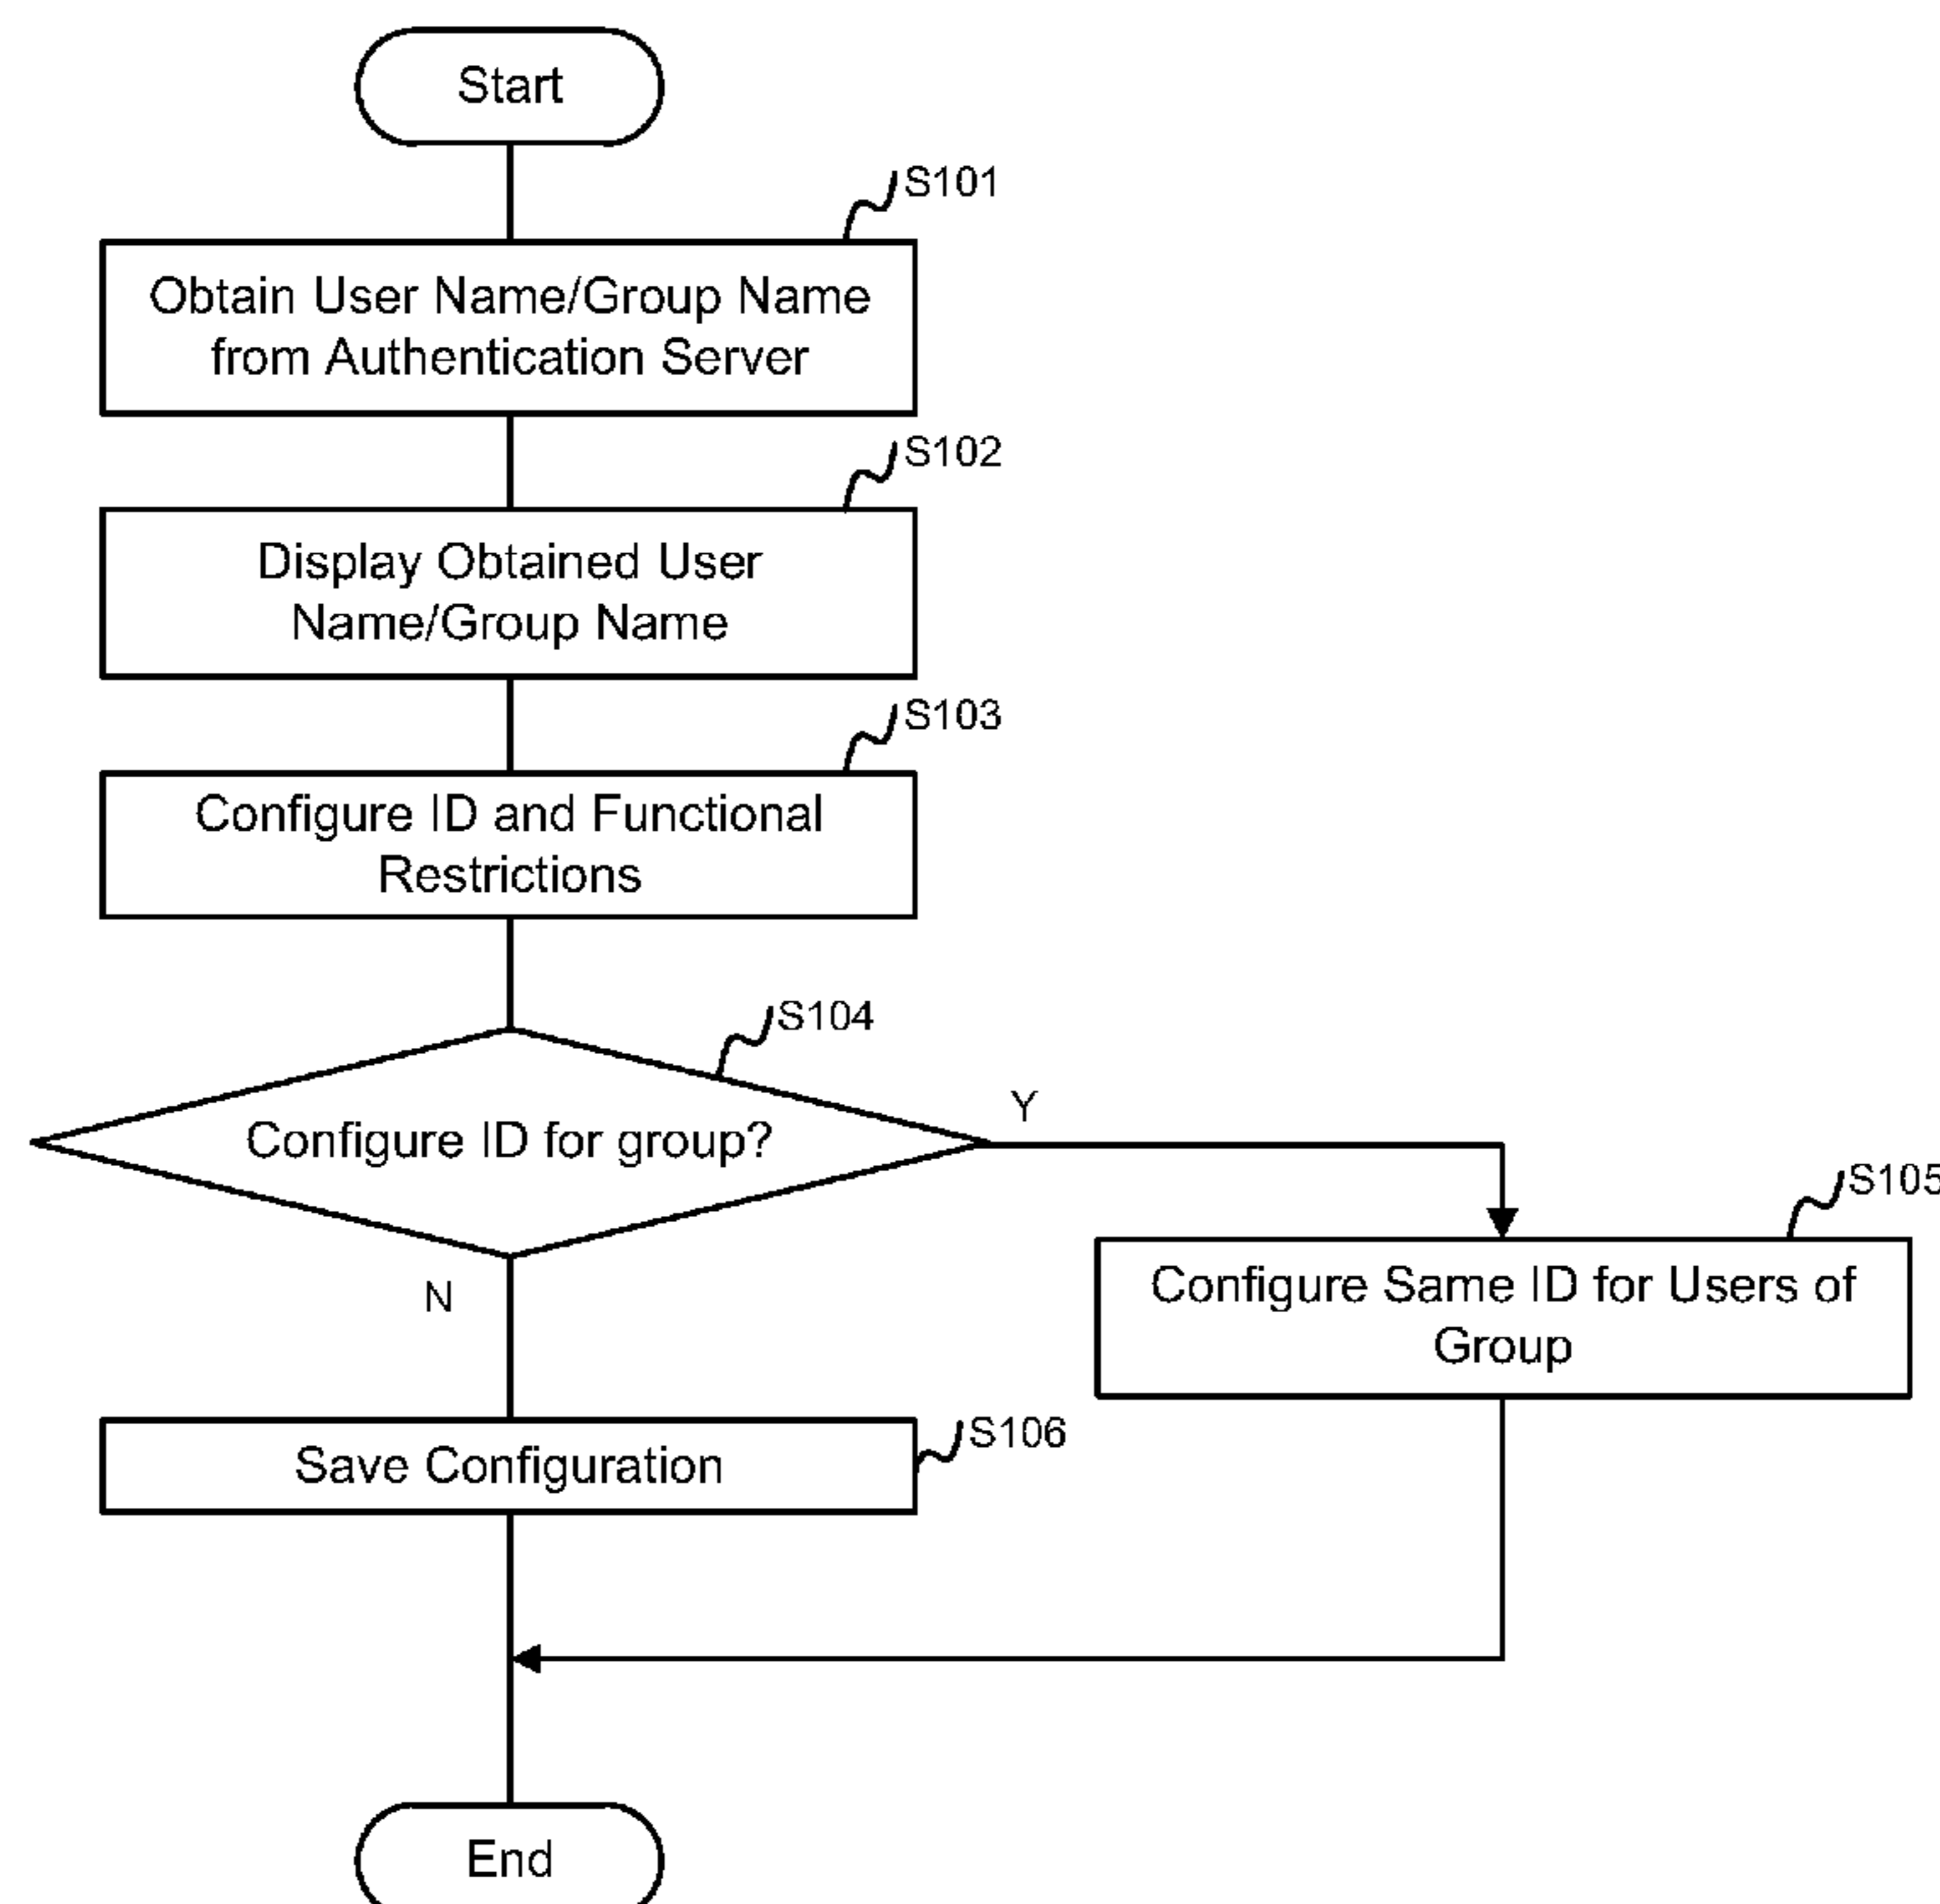 Start
S101
Obtain User Name/Group Name
from Authentication Server
S102
Display Obtained User
Name/Group Name
S103
Configure ID and Functional
Restrictions
S104
Configure ID for group?
Y
N
S105
Configure Same ID for Users of
Group
S106
Save Configuration
End